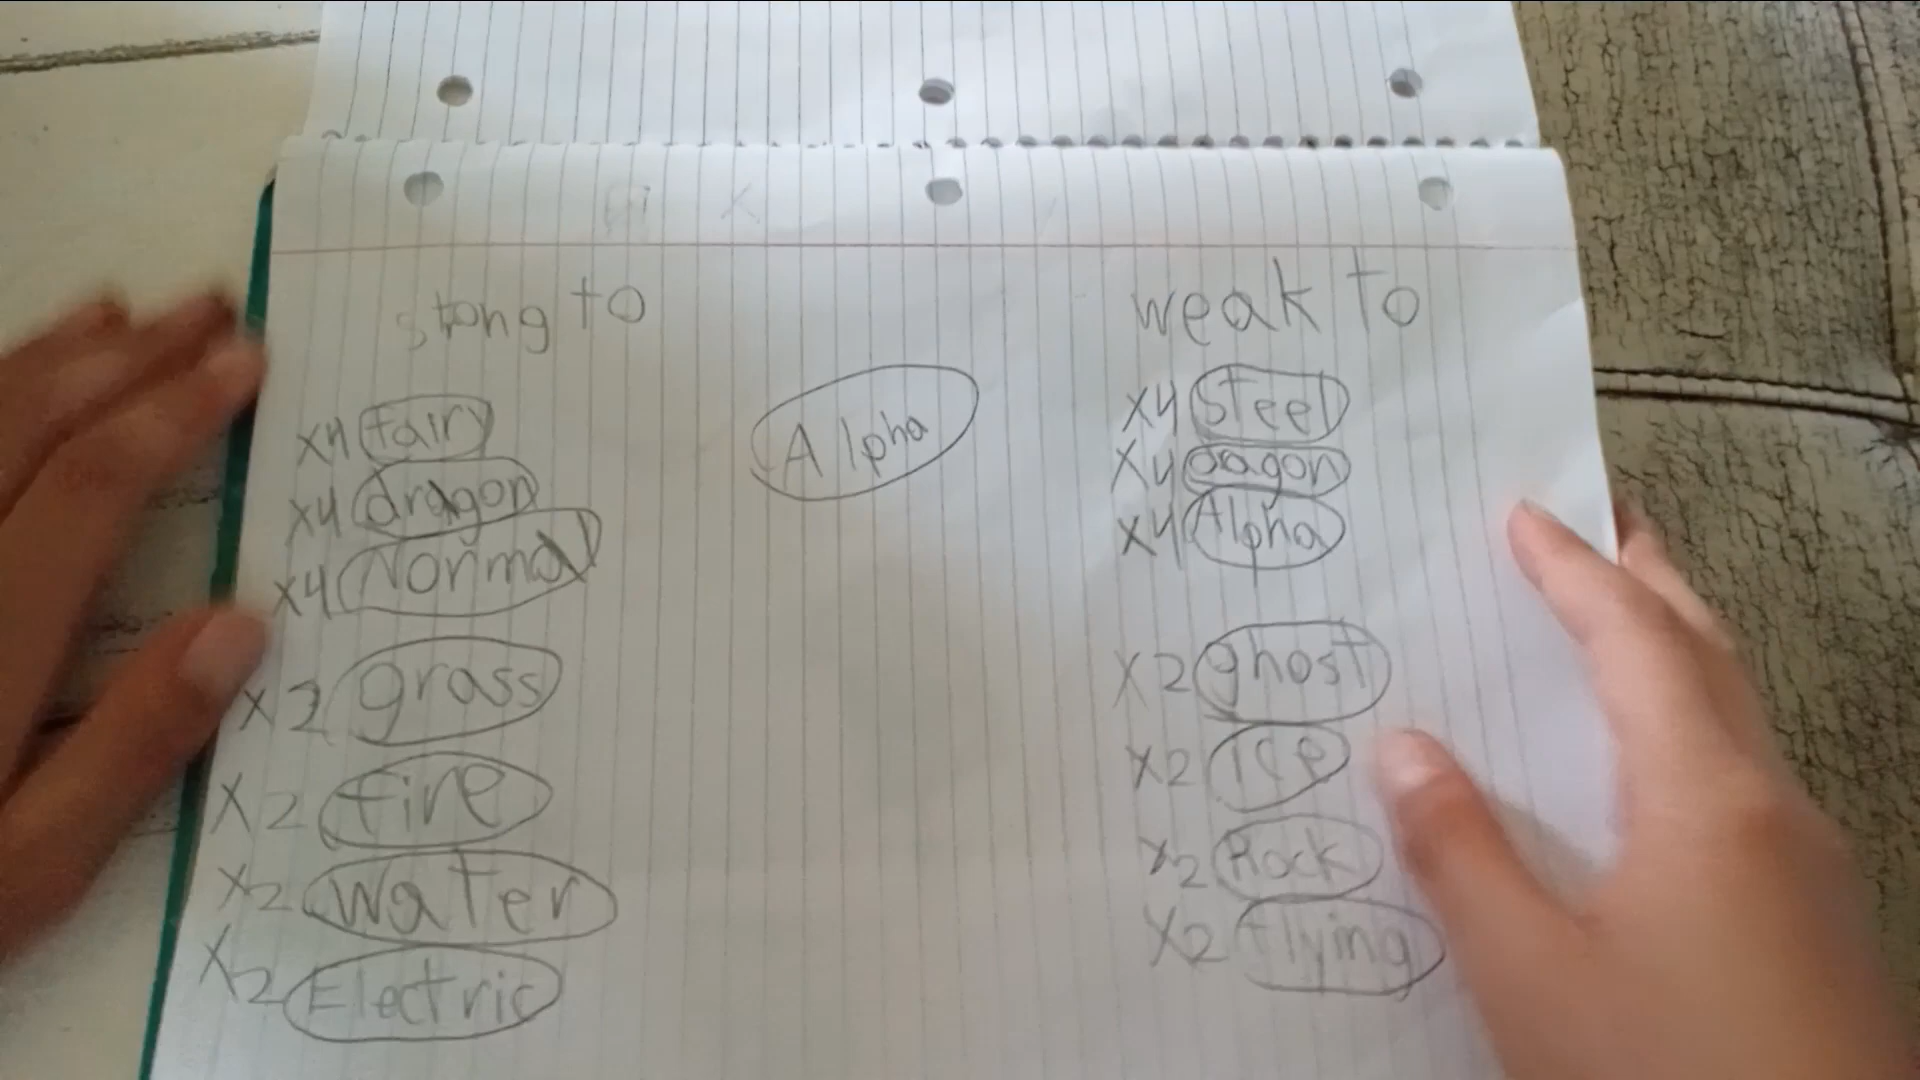 stong to
x4 fairy
x4 dragon
x4 Normal
x2 grass
x2 fire
x2 water
x2 Electric
Alpha
weak to
x4 Steel
x4 dragon
x4 Alpha
x2 ghost
x2 Ice
x2 Rock
x2 flying